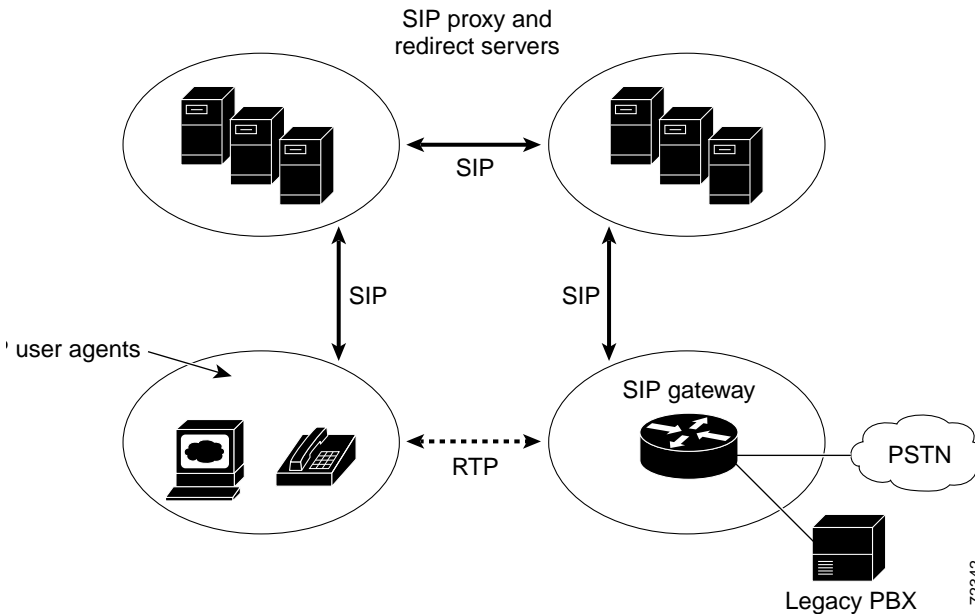 SIP proxy and
redirect servers
SIP
SIP
SIP
user agents
SIP gateway
RTP
PSTN
Legacy PBX